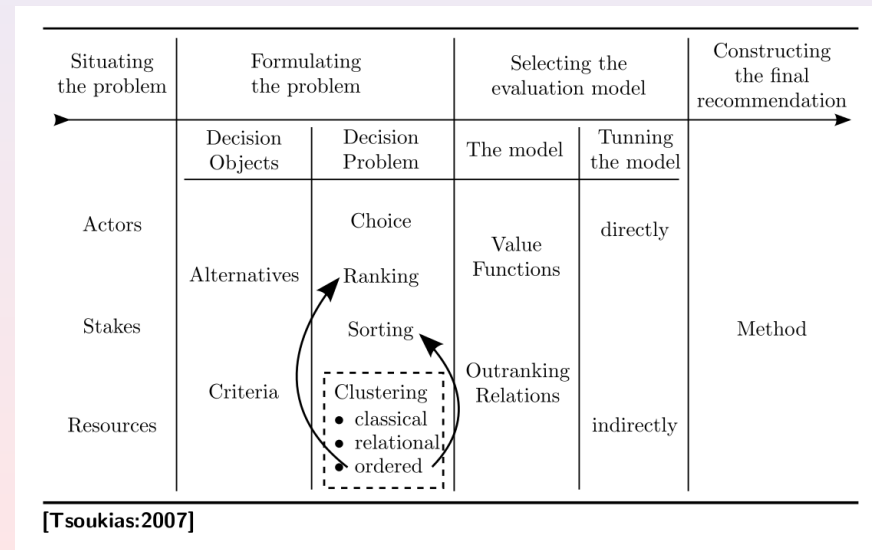 Situating
the problem
Formulating
the problem
Selecting the
evaluation model
Constructing
the final
recommendation
Decision
Objects
Decision
Problem
The model
Tunning
the model
Actors
Stakes
Resources
Alternatives
Criteria
Choice
Ranking
Sorting
Clustering
• classical
• relational
• ordered
Value
Functions
Outranking
Relations
directly
indirectly
Method
[Tsoukias:2007]